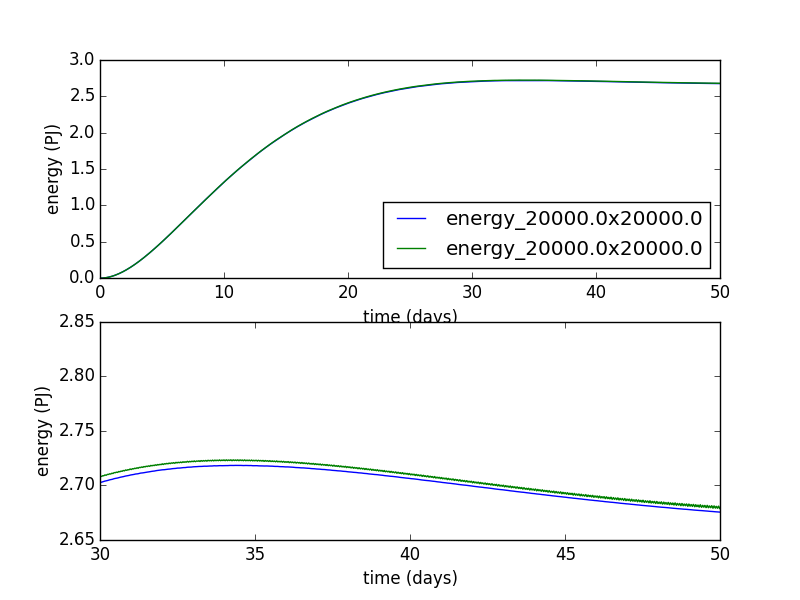 3.0
2.5
2.0
1.5
1.0
0.5
0.0
energy (PJ)
energy_20000.0x20000.0
energy_20000.0x20000.0
0 10 20 30 40 50
time (days)
2.85
2.80
2.75
2.70
2.65
energy (PJ)
30 35 40 45 50
time (days)